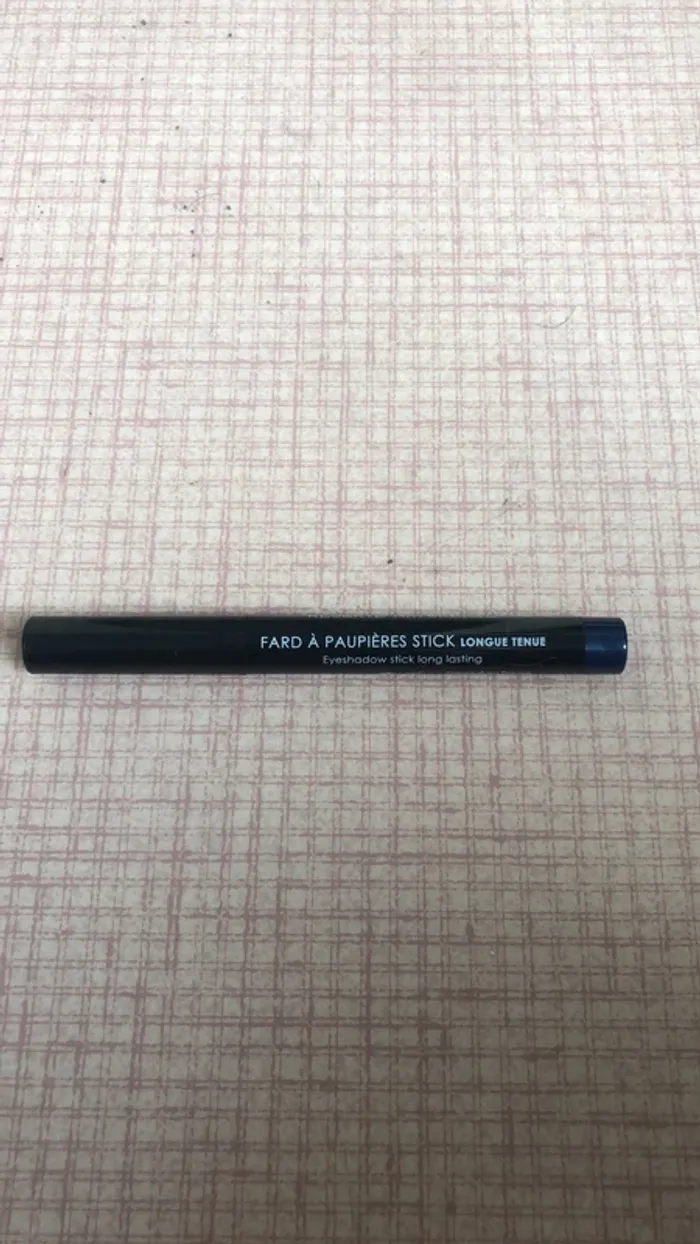 FARD À PAUPIÈRES STICK LONGUE TENUE
Eyeshadow stick long lasting